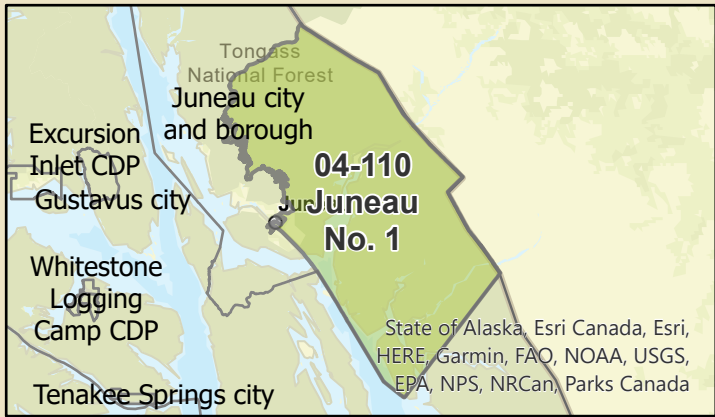 Tongass
National Forest
Juneau city
and borough
Excursion
Inlet CDP
Gustavus city
04-110
Juneau
No. 1
Whitestone
Logging
Camp CDP
Tenakee Springs city
State of Alaska, Esri Canada, Esri,
HERE, Garmin, FAO, NOAA, USGS,
EPA, NPS, NRCan, Parks Canada